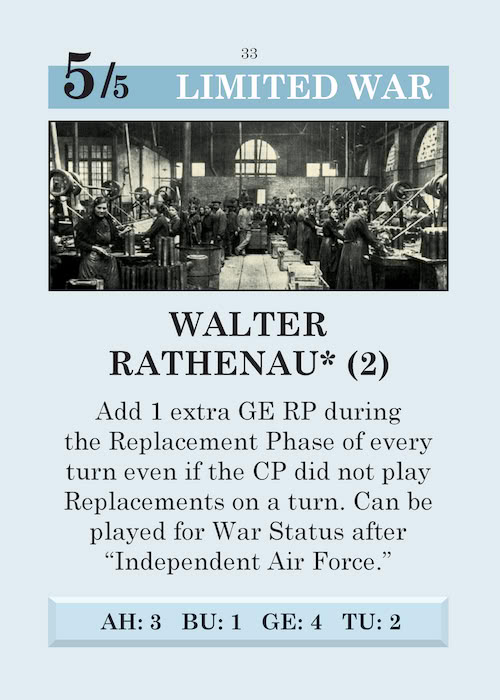 33
5/5 LIMITED WAR
WALTER
RATHENAU* (2)
Add 1 extra GE RP during
the Replacement Phase of every
turn even if the CP did not play
Replacements on a turn. Can be
played for War Status after
“Independent Air Force.”
AH: 3 BU: 1 GE: 4 TU: 2